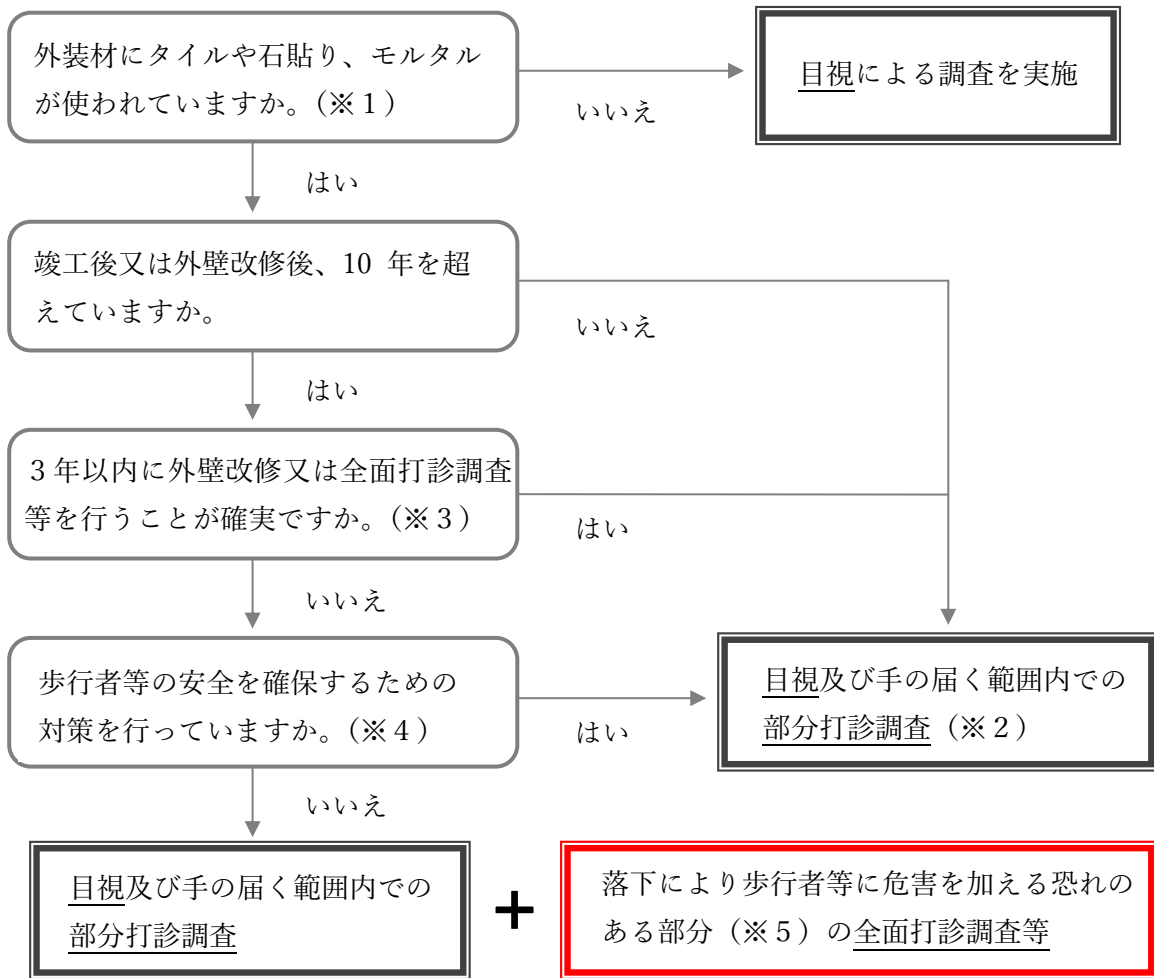 外装材にタイルや石貼り、モルタル
が使われていますか。(※1)
いいえ
目視による調査を実施
はい
竣工後又は外壁改修後、10 年を超
えていますか。
いいえ
はい
3年以内に外壁改修又は全面打診調査
等を行うことが確実ですか。(※3)
はい
いいえ
歩行者等の安全を確保するための
対策を行っていますか。(※4)
はい
目視及び手の届く範囲内での
部分打診調査（※2）
いいえ
目視及び手の届く範囲内での
部分打診調査
+
落下により歩行者等に危害を加える恐れの
ある部分（※5）の全面打診調査等